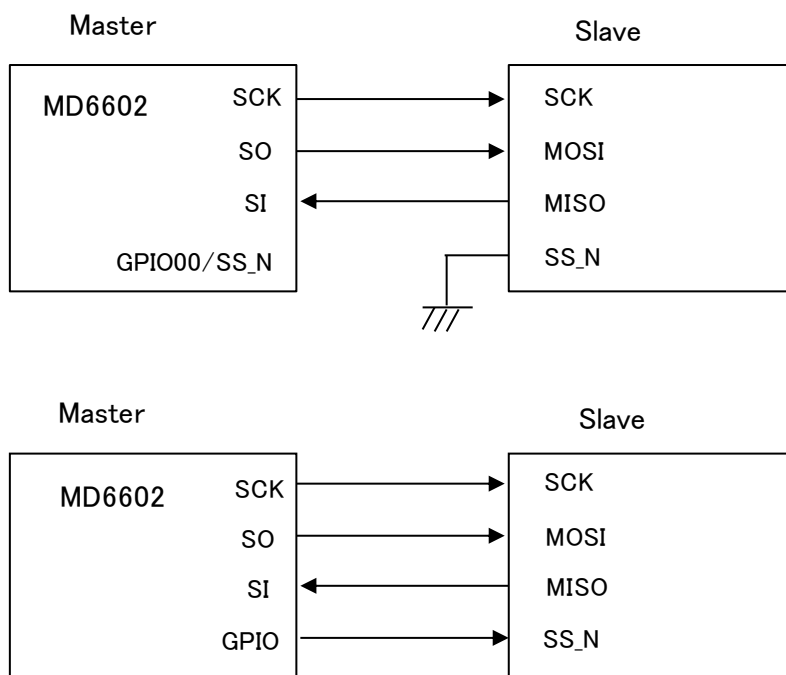 Master
Slave
MD6602
SCK
SCK
SO
MOSI
SI
MISO
GPIO00/SS_N
SS_N
Master
Slave
MD6602
SCK
SCK
SO
MOSI
SI
MISO
GPIO
SS_N